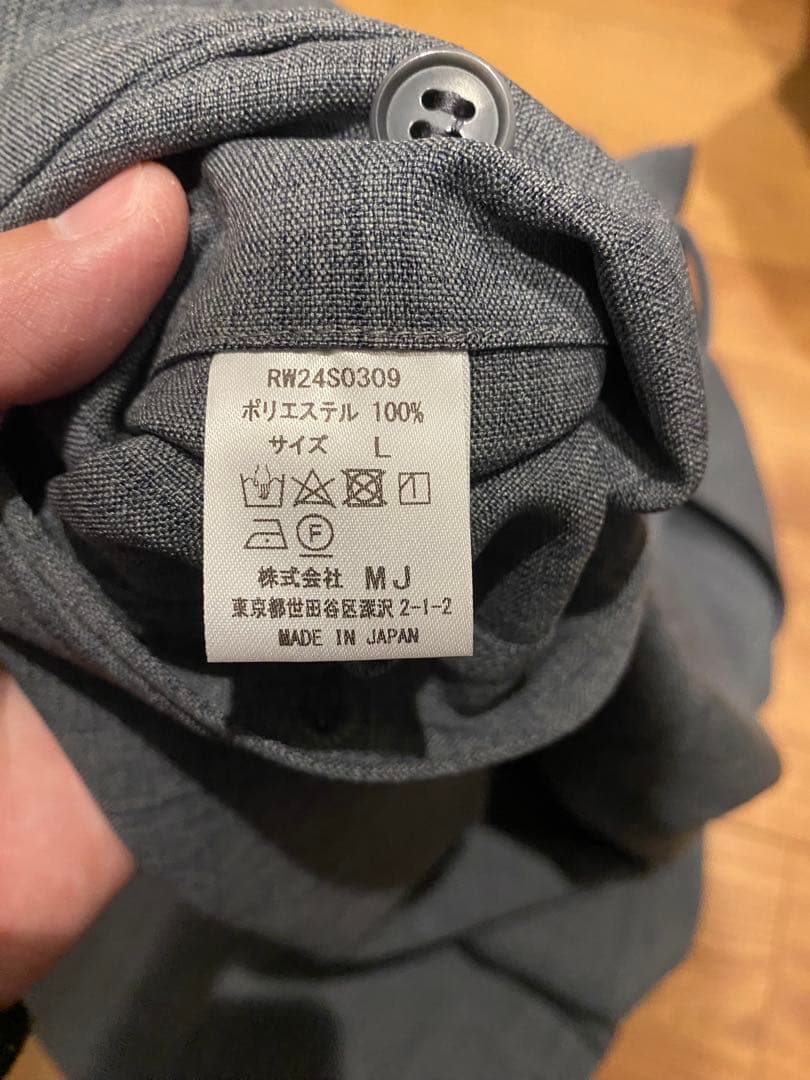 RW24S0309
ポリエステル 100%
サイズ L
F
株式会社 MJ
東京都世田谷区深沢2-1-2
MADE IN JAPAN